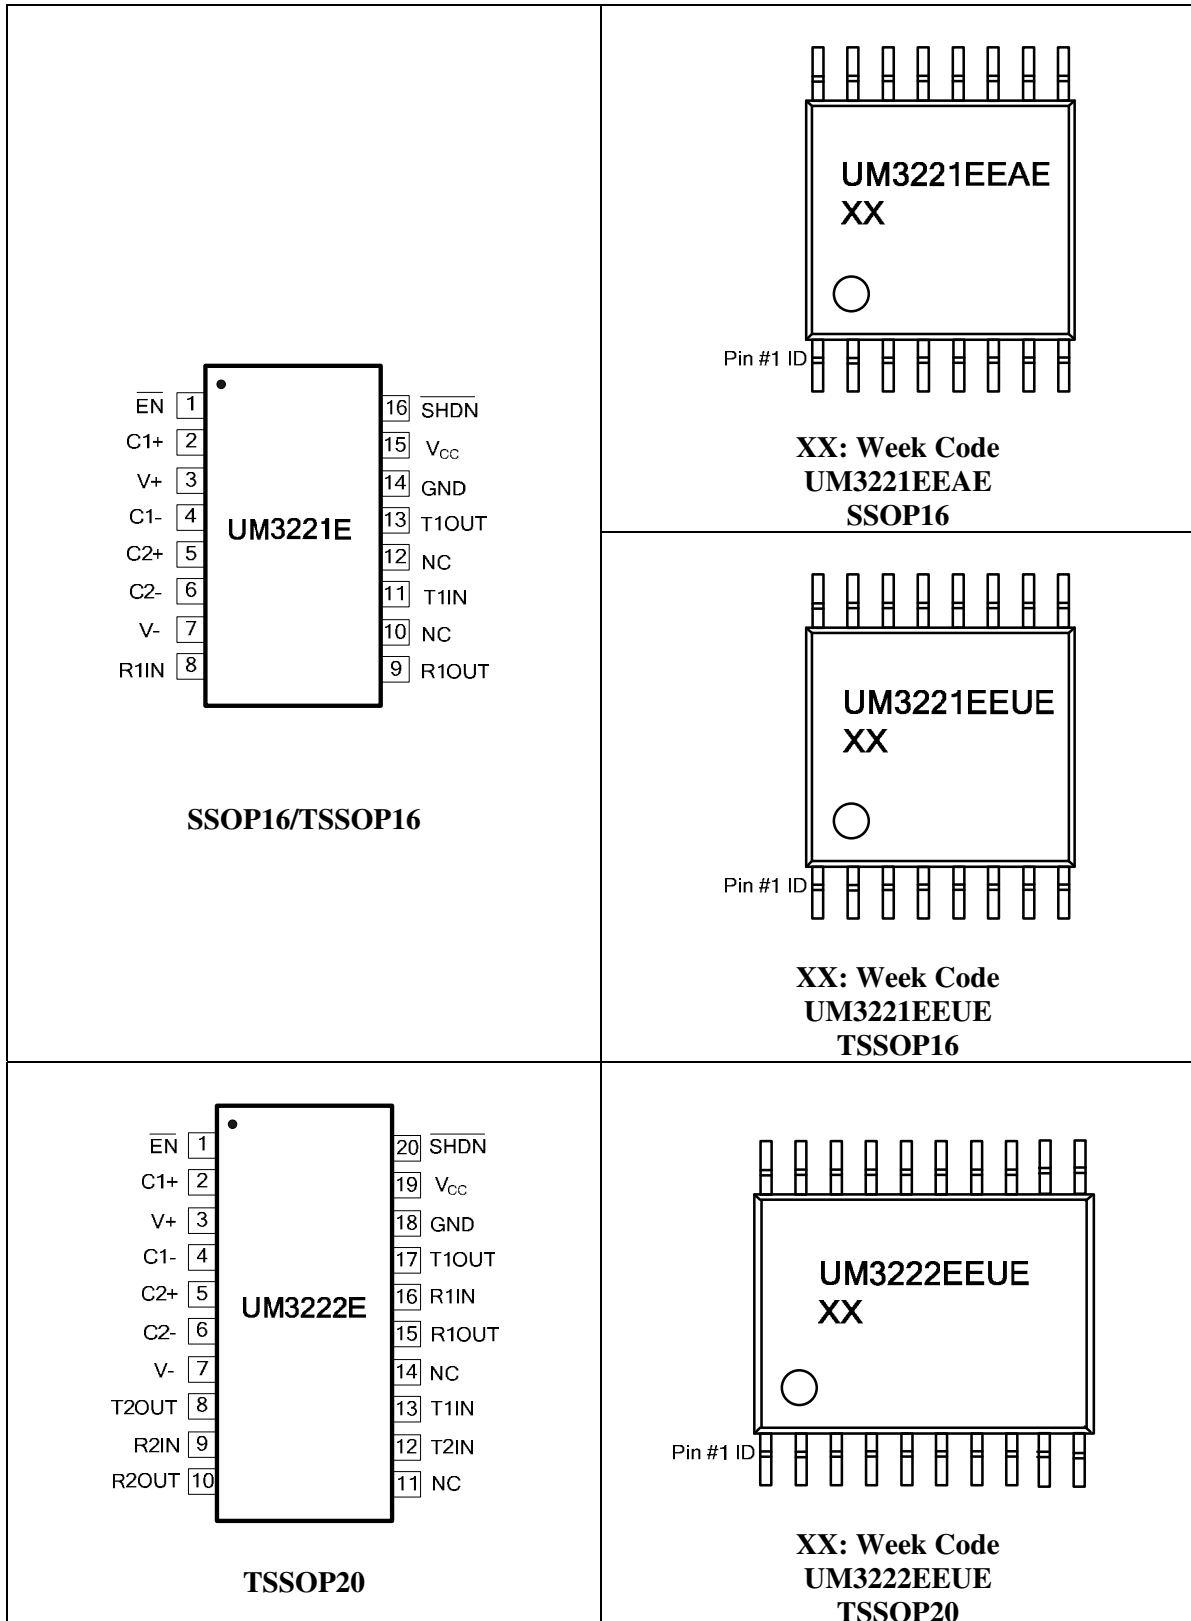 EN 1
C1+ 2
V+ 3
C1- 4
C2+ 5
C2- 6
V- 7
R1IN 8
UM3221E
16 SHDN
15 VCC
14 GND
13 T1OUT
12 NC
11 T1IN
10 NC
9 R1OUT
SSOP16/TSSOP16
UM3221EEAE
XX
Pin #1 ID
XX: Week Code
UM3221EEAE
SSOP16
UM3221EEUE
XX
Pin #1 ID
XX: Week Code
UM3221EEUE
TSSOP16
EN 1
C1+ 2
V+ 3
C1- 4
C2+ 5
C2- 6
V- 7
T2OUT 8
R2IN 9
R2OUT 10
UM3222E
20 SHDN
19 VCC
18 GND
17 T1OUT
16 R1IN
15 R1OUT
14 NC
13 T1IN
12 T2IN
11 NC
TSSOP20
UM3222EEUE
XX
Pin #1 ID
XX: Week Code
UM3222EEUE
TSSOP20